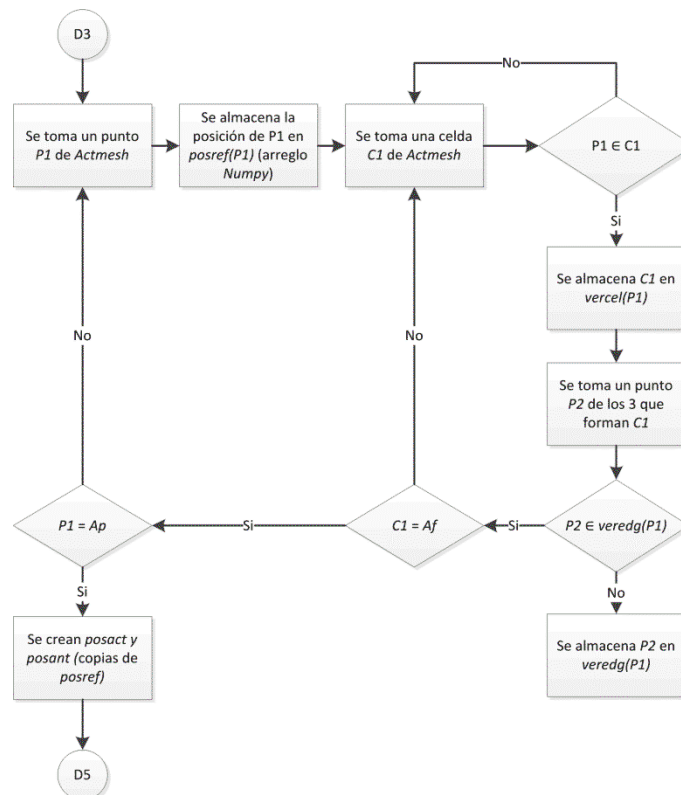 D3
No
Se toma un punto
P1 de Actmesh
Se almacena la
posición de P1 en
posref(P1) (arreglo
Numpy)
Se toma una celda
C1 de Actmesh
P1 ∈ C1
Si
Se almacena C1 en
vercel(P1)
No
No
Se toma un punto
P2 de los 3 que
forman C1
P1 = Ap
Si
C1 = Af
Si
P2 ∈ veredg(P1)
Si
No
Se crean posact y
posant (copias de
posref)
Se almacena P2 en
veredg(P1)
D5